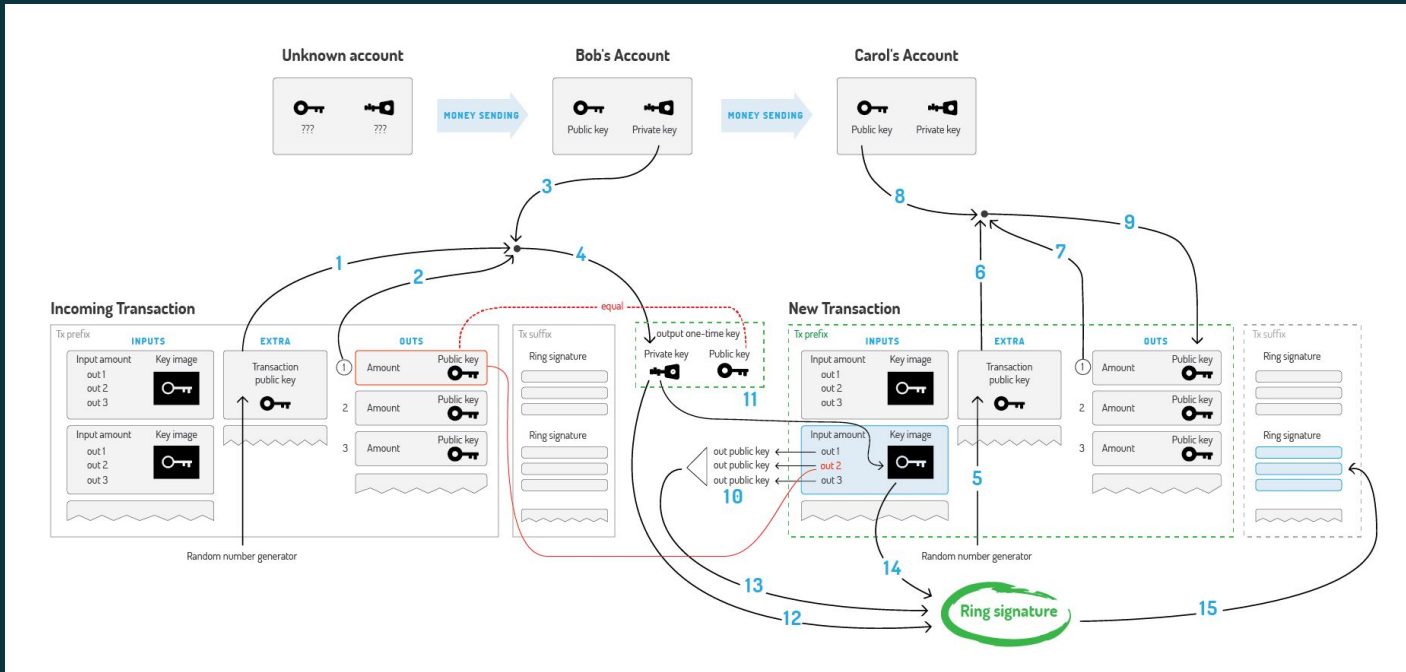 Unknown account
Bob's Account
Carol's Account
???
???
MONEY SENDING
Public key
Private key
MONEY SENDING
Public key
Private key
3
8
9
1
2
4
6
7
Incoming Transaction
Tx prefix
INPUTS
EXTRA
OUTS
Input amount
out 1
out 2
out 3
Key image
Transaction
public key
1
Amount
Public key
2
Amount
Public key
3
Amount
Public key
Input amount
out 1
out 2
out 3
Key image
Random number generator
Tx suffix
Ring signature
Ring signature
equal
output one-time key
Private key
Public key
11
New Transaction
Tx prefix
INPUTS
EXTRA
OUTS
Input amount
out 1
out 2
out 3
Key image
Transaction
public key
1
Amount
Public key
2
Amount
Public key
3
Amount
Public key
Input amount
out 1
out 2
out 3
Key image
out public key
out public key
out public key
10
5
Random number generator
Tx suffix
Ring signature
Ring signature
14
13
12
15
Ring signature